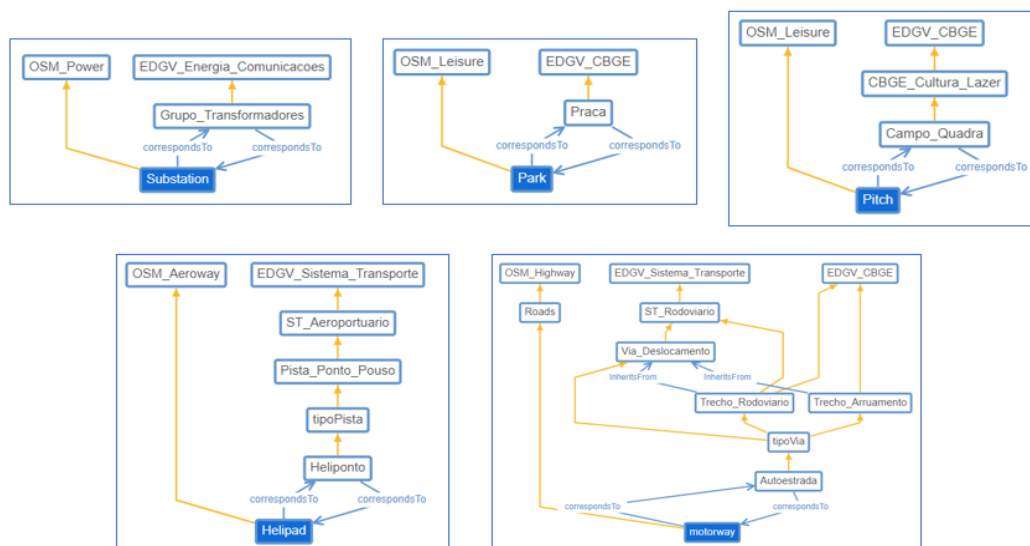 OSM_Power
EDGV_Energia_Comunicacoes
Grupo_Transformadores
correspondsTo
correspondsTo
Substation
OSM_Leisure
EDGV_CBGE
Praca
correspondsTo
correspondsTo
Park
OSM_Leisure
EDGV_CBGE
CBGE_Cultura_Lazer
Campo_Quadra
correspondsTo
correspondsTo
Pitch
OSM_Aeroway
EDGV_Sistema_Transporte
ST_Aeroportuario
Pista_Ponto_Pouso
tipoPista
Heliponto
correspondsTo
correspondsTo
Helipad
OSM_Highway
EDGV_Sistema_Transporte
EDGV_CBGE
Roads
ST_Rodoviario
Via_Deslocamento
InheritsFrom
InheritsFrom
Trecho_Rodoviario
Trecho_Arruamento
tipoVia
Autoestrada
correspondsTo
correspondsTo
motorway